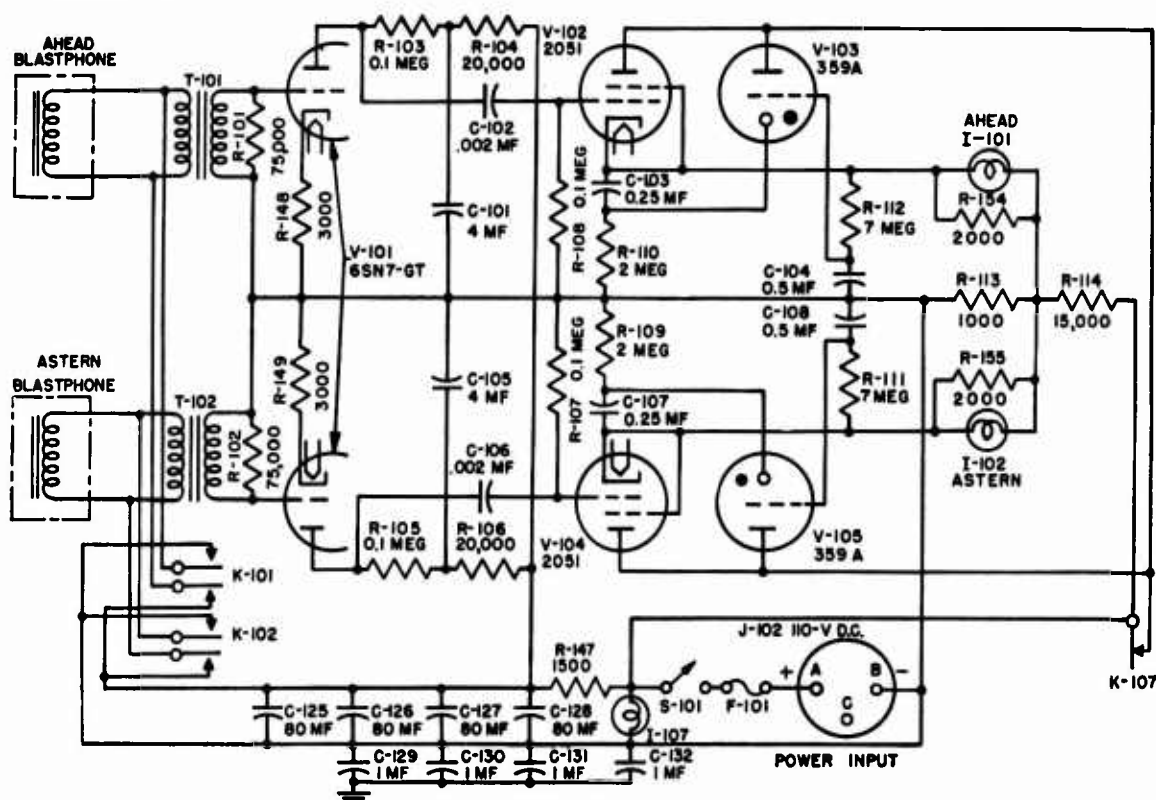 AHEAD
BLASTPHONE
T-101
R-101
75,000
R-103
0.1 MEG
R-104
20,000
V-102
2051
V-103
359A
C-102
.002 MF
R-148
3000
V-101
6SN7-GT
C-101
4 MF
R-108
0.1 MEG
C-103
0.25 MF
R-110
2 MEG
R-112
7 MEG
C-104
0.5 MF
AHEAD
I-101
R-154
2000
R-113
1000
R-114
15,000
ASTERN
BLASTPHONE
T-102
R-102
75,000
R-149
3000
C-105
4 MF
R-107
0.1 MEG
R-109
2 MEG
C-107
0.25 MF
C-108
0.5 MF
R-111
7 MEG
R-155
2000
I-102
ASTERN
C-106
.002 MF
R-105
0.1 MEG
R-106
20,000
V-104
2051
V-105
359 A
K-101
K-102
J-102 110-V D.C.
R-147
1500
S-101
F-101
+
A
B
-
C
POWER INPUT
K-107
C-125
80 MF
C-126
80 MF
C-127
80 MF
C-128
80 MF
I-107
C-129
1 MF
C-130
1 MF
C-131
1 MF
C-132
1 MF